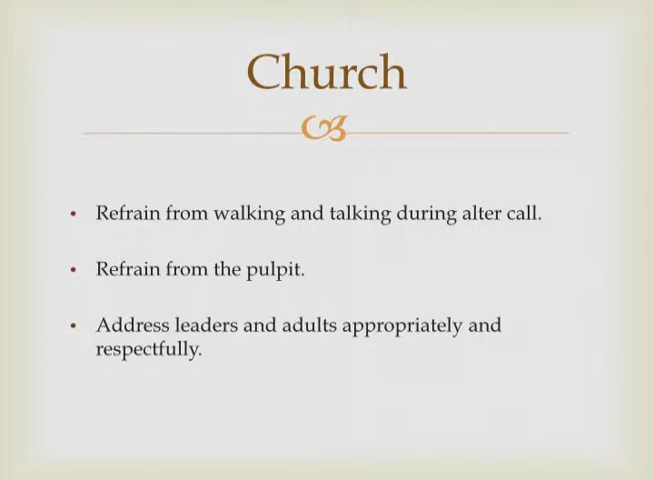 Church
• Refrain from walking and talking during alter call.
• Refrain from the pulpit.
• Address leaders and adults appropriately and
respectfully.